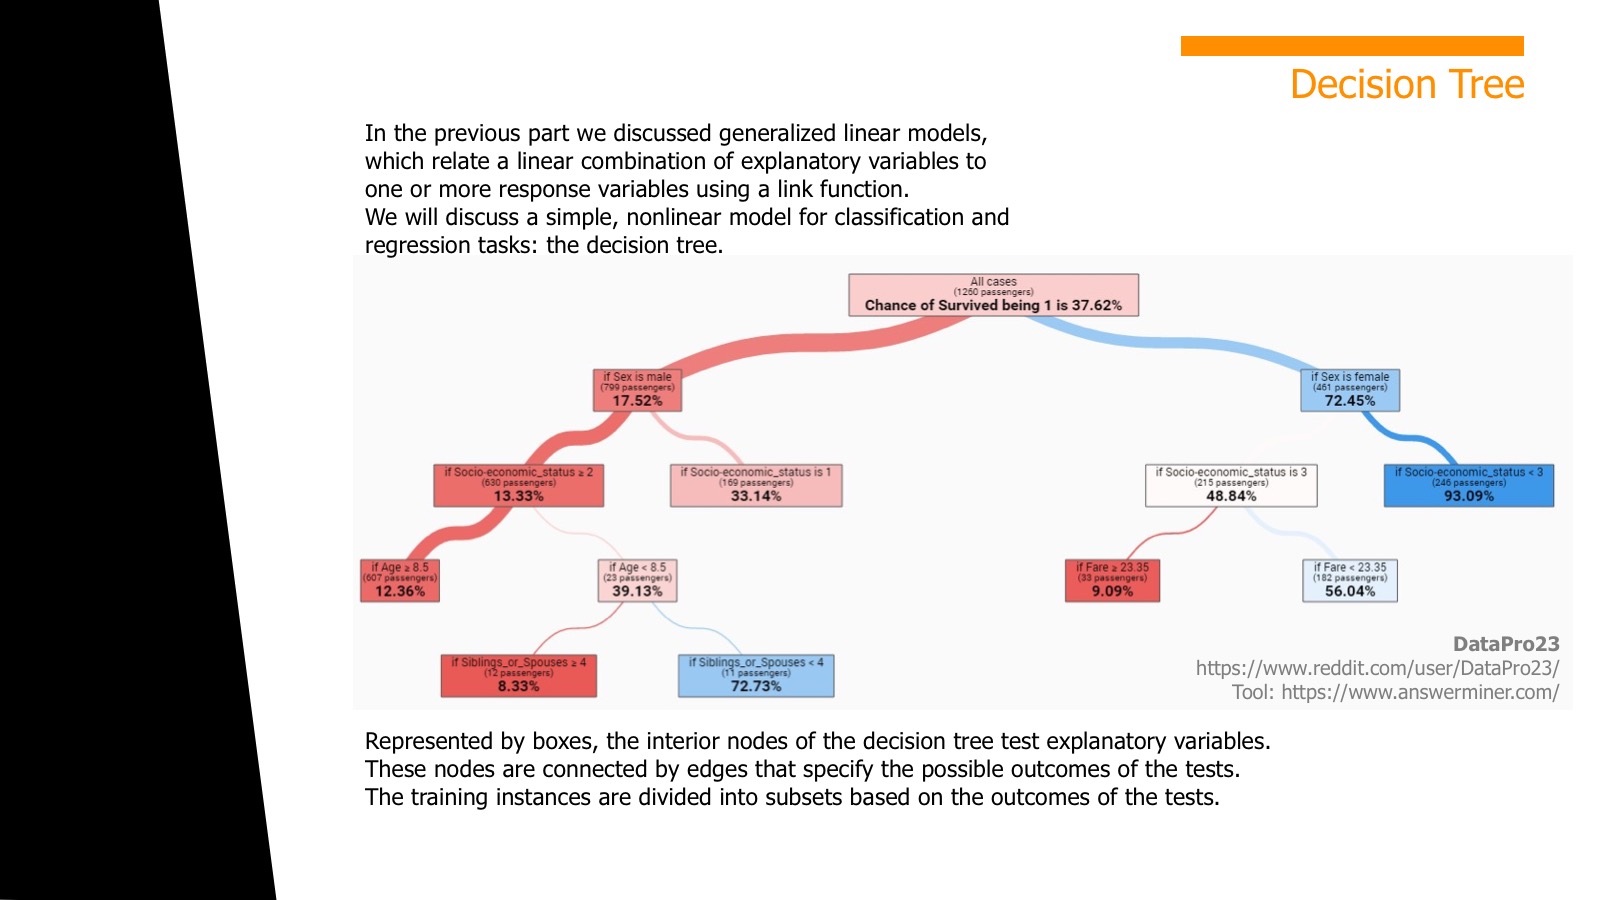 Decision Tree
In the previous part we discussed generalized linear models,
which relate a linear combination of explanatory variables to
one or more response variables using a link function.
We will discuss a simple, nonlinear model for classification and
regression tasks: the decision tree.
All cases
(1260 passengers)
Chance of Survived being 1 is 37.62%
if Sex is male
(799 passengers)
17.52%
if Sex is female
(461 passengers)
72.45%
if Socio-economic_status ≥ 2
(630 passengers)
13.33%
if Socio-economic_status is 1
(169 passengers)
33.14%
if Socio-economic_status is 3
(215 passengers)
48.84%
if Socio-economic_status < 3
(246 passengers)
93.09%
if Age ≥ 8.5
(607 passengers)
12.36%
if Age < 8.5
(23 passengers)
39.13%
if Fare ≥ 23.35
(33 passengers)
9.09%
if Fare < 23.35
(182 passengers)
56.04%
if Siblings_or_Spouses ≥ 4
(12 passengers)
8.33%
if Siblings_or_Spouses < 4
(11 passengers)
72.73%
DataPro23
https://www.reddit.com/user/DataPro23/
Tool: https://www.answerminer.com/
Represented by boxes, the interior nodes of the decision tree test explanatory variables.
These nodes are connected by edges that specify the possible outcomes of the tests.
The training instances are divided into subsets based on the outcomes of the tests.